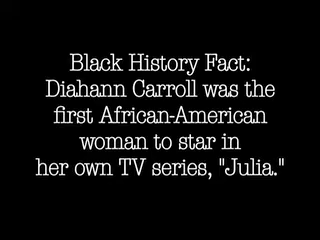 Black History Fact:
Diahann Carroll was the
first African-American
woman to star in
her own TV series, "Julia."